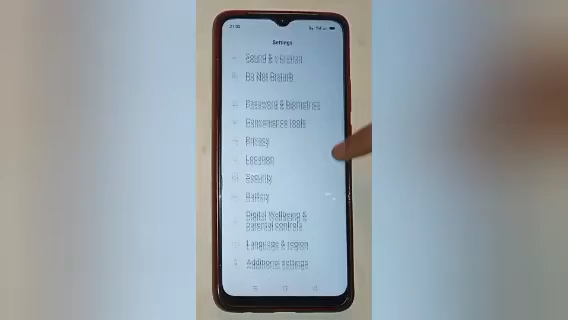 Settings
Sound & vibration
Do Not Disturb
Password & biometrics
Convenience tools
Privacy
Location
Security
Battery
Digital Wellbeing &
parental controls
Language & region
Additional settings